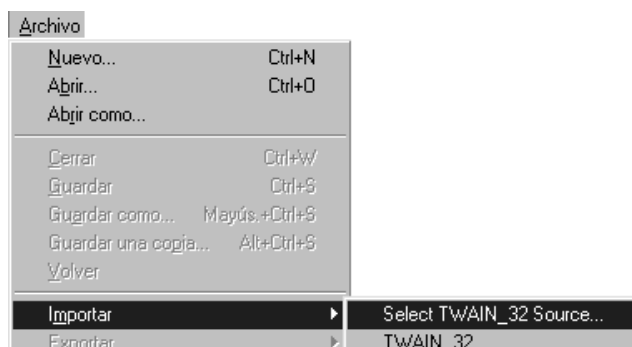 Archivo
Nuevo... Ctrl+N
Abrir... Ctrl+O
Abrir como...
Cerrar Ctrl+W
Guardar Ctrl+S
Guardar como... Mayús.+Ctrl+S
Guardar una copia... Alt+Ctrl+S
Volver
Importar Select TWAIN_32 Source...
Exportar TWAIN_32